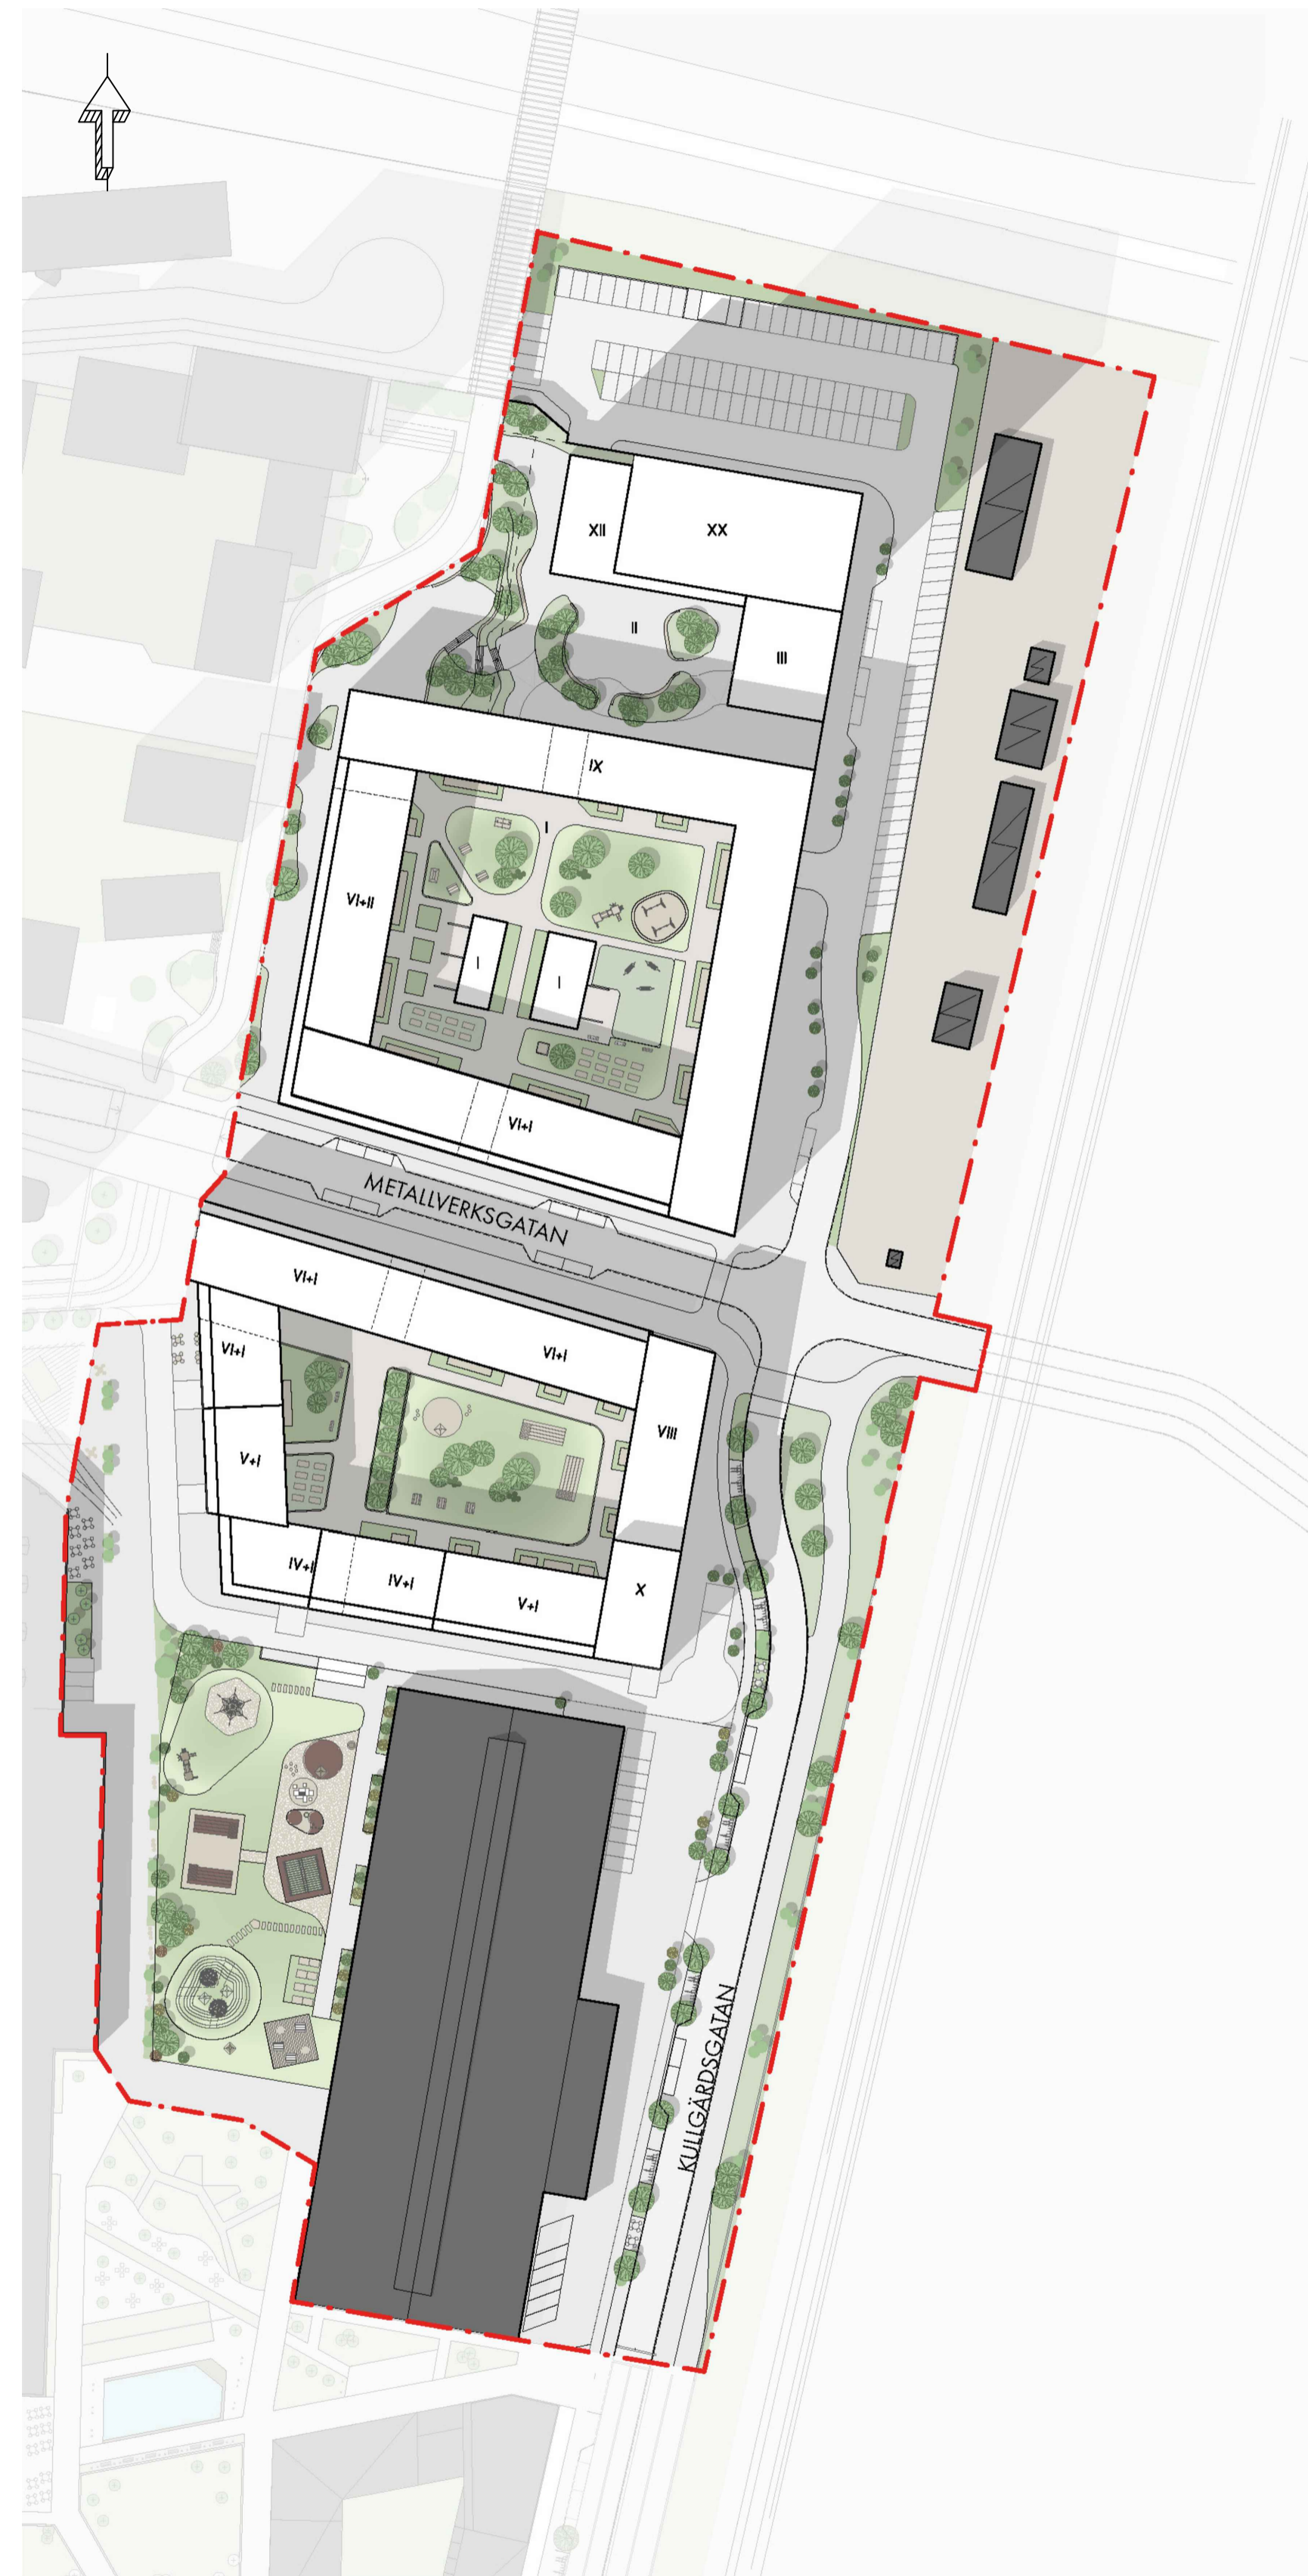 XII
XX
II
III
IX
I
VI+II
I
I
VI+I
METALLVERKSGATAN
VI+I
VI+I
VI+I
VIII
V+I
IV+I
IV+I
V+I
X
KULLGÄRDSGATAN